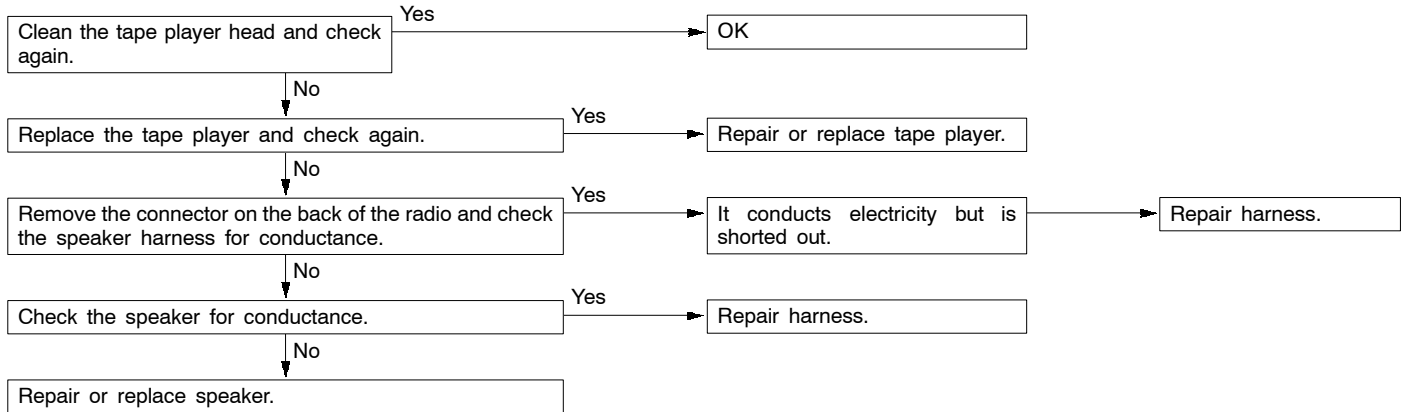 Clean the tape player head and check
again.
Yes
OK
No
Replace the tape player and check again.
Yes
Repair or replace tape player.
No
Remove the connector on the back of the radio and check
the speaker harness for conductance.
Yes
It conducts electricity but is
shorted out.
Repair harness.
No
Check the speaker for conductance.
Yes
Repair harness.
No
Repair or replace speaker.